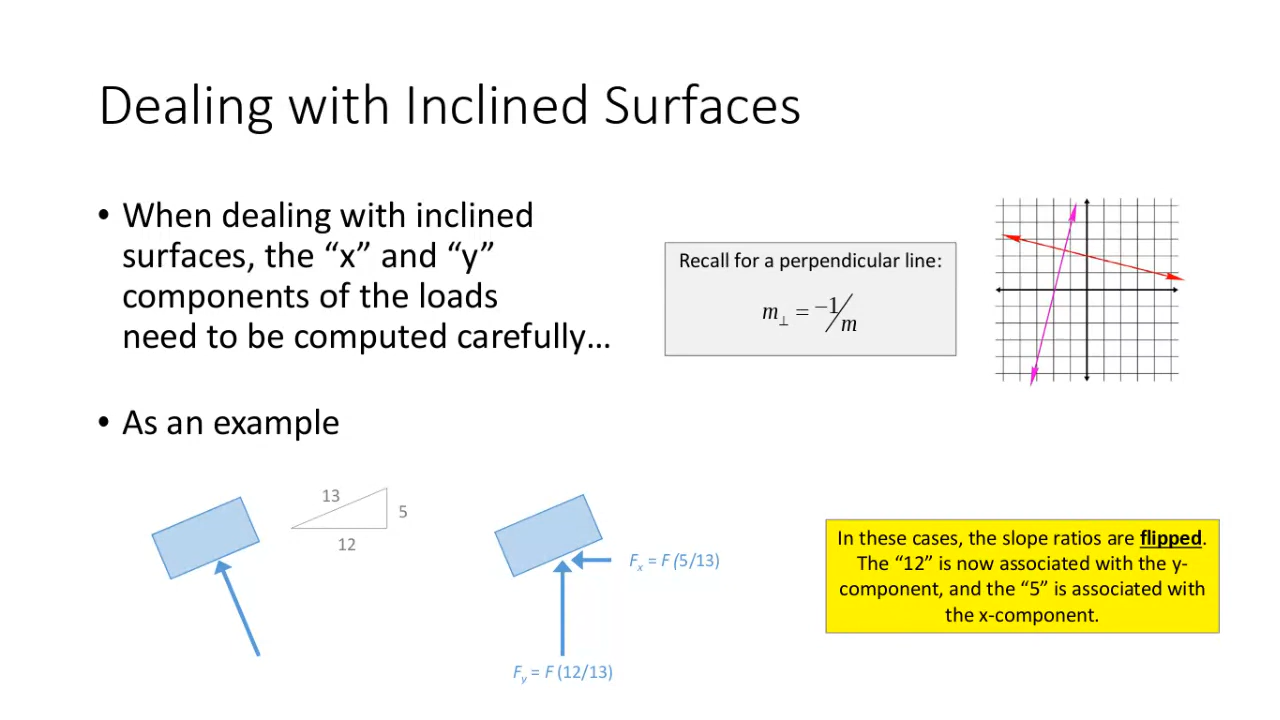 Dealing with Inclined Surfaces
• When dealing with inclined
surfaces, the “x” and “y”
components of the loads
need to be computed carefully…
• As an example
Recall for a perpendicular line:
m⊥ = −1/m
13
5
12
Fx = F (5/13)
Fy = F (12/13)
In these cases, the slope ratios are flipped.
The “12” is now associated with the y-
component, and the “5” is associated with
the x-component.